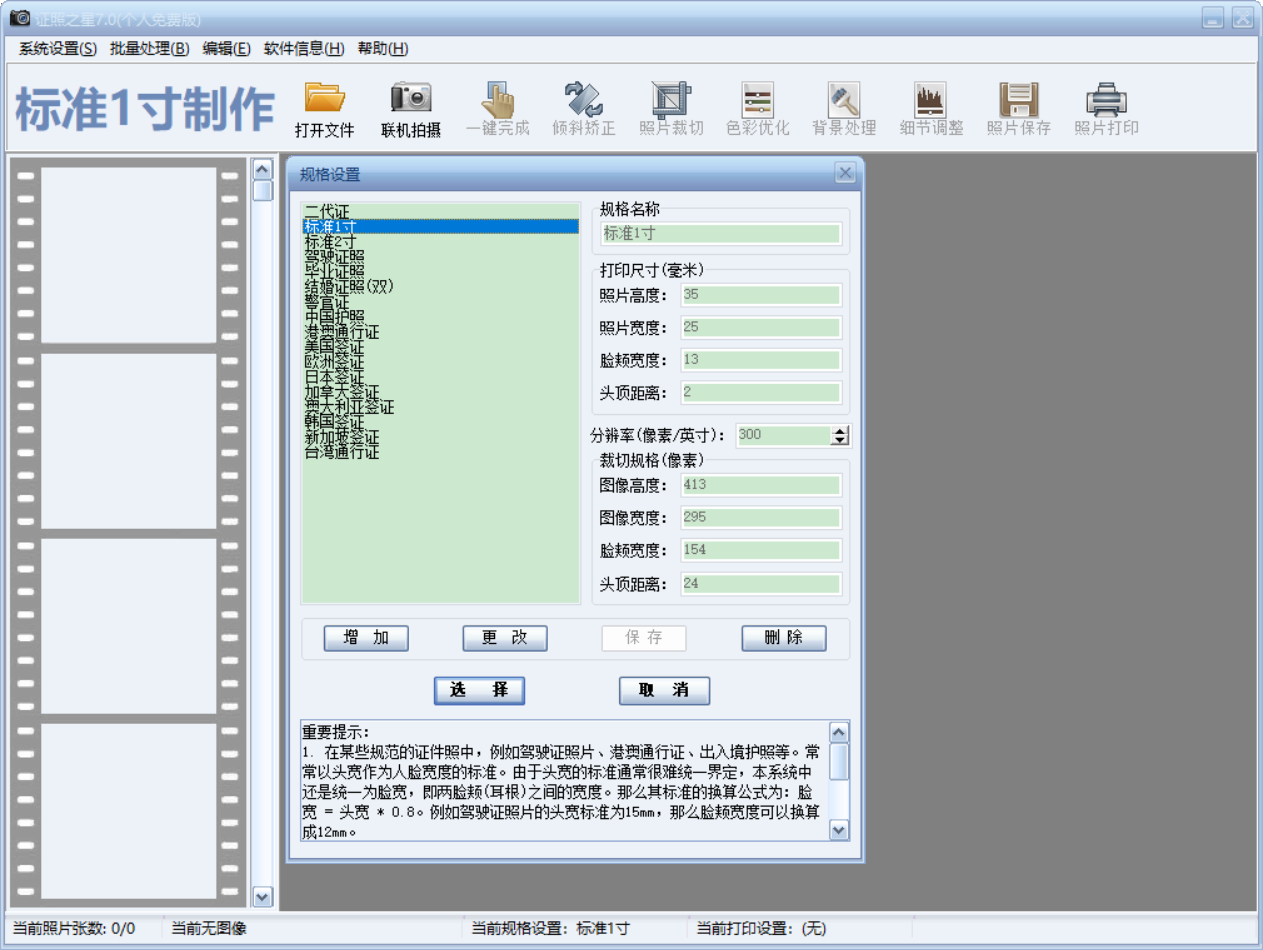 证照之星7.0(个人免费版)
系统设置(S) 批量处理(B) 编辑(E) 软件信息(H) 帮助(H)
标准1寸制作
打开文件 联机拍摄 一键完成 倾斜矫正 照片裁切 色彩优化 背景处理 细节调整 照片保存 照片打印
规格设置
二代证
标准1寸
标准2寸
驾驶证照
毕业证照
结婚证照(双)
警官证
中国护照
港澳通行证
美国签证
欧洲签证
日本签证
加拿大签证
澳大利亚签证
韩国签证
新加坡签证
台湾通行证
规格名称
标准1寸
打印尺寸(毫米)
照片高度: 35
照片宽度: 25
脸颊宽度: 13
头顶距离: 2
分辨率(像素/英寸): 300
裁切规格(像素)
图像高度: 413
图像宽度: 295
脸颊宽度: 154
头顶距离: 24
增 加 更 改 保 存 删 除
选 择 取 消
重要提示:
1. 在某些规范的证件照中，例如驾驶证照片、港澳通行证、出入境护照等。常
常以头宽作为人脸宽度的标准。由于头宽的标准通常很难统一界定，本系统中
还是统一为脸宽，即两脸颊(耳根)之间的宽度。那么其标准的换算公式为：脸
宽 = 头宽 * 0.8。例如驾驶证照片的头宽标准为15mm，那么脸颊宽度可以换算
成12mm。
当前照片张数: 0/0 当前无图像 当前规格设置: 标准1寸 当前打印设置: (无)